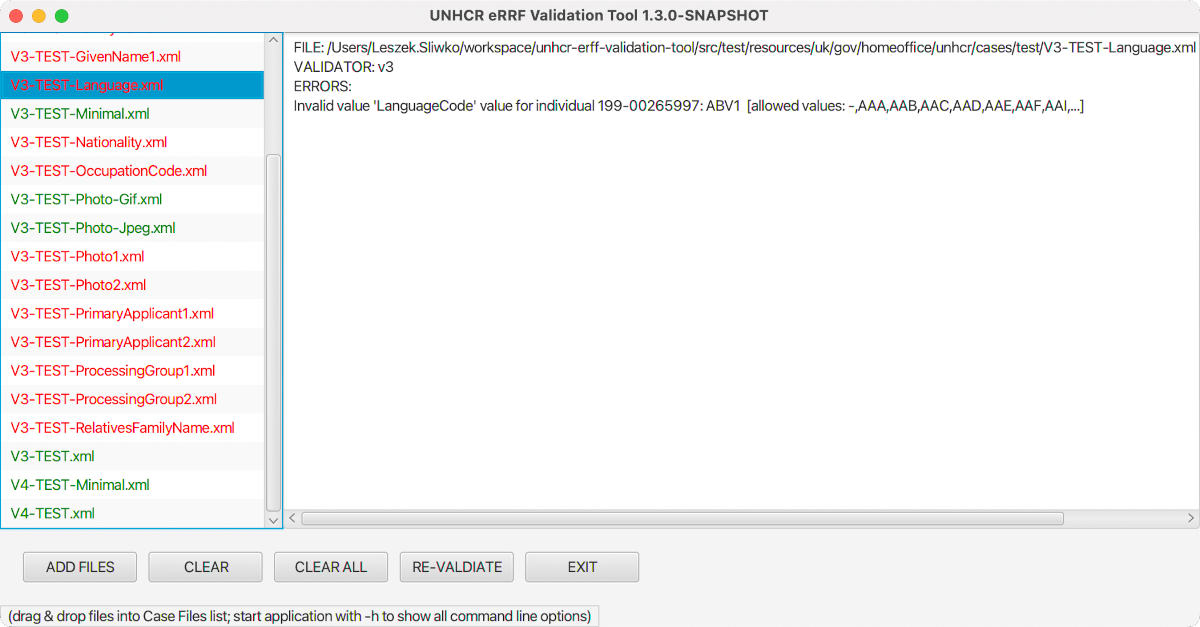 UNHCR eRRF Validation Tool 1.3.0-SNAPSHOT
V3-TEST-GivenName1.xml
V3-TEST-Language.xml
V3-TEST-Minimal.xml
V3-TEST-Nationality.xml
V3-TEST-OccupationCode.xml
V3-TEST-Photo-Gif.xml
V3-TEST-Photo-Jpeg.xml
V3-TEST-Photo1.xml
V3-TEST-Photo2.xml
V3-TEST-PrimaryApplicant1.xml
V3-TEST-PrimaryApplicant2.xml
V3-TEST-ProcessingGroup1.xml
V3-TEST-ProcessingGroup2.xml
V3-TEST-RelativesFamilyName.xml
V3-TEST.xml
V4-TEST-Minimal.xml
V4-TEST.xml
FILE: /Users/Leszek.Sliwko/workspace/unhcr-erff-validation-tool/src/test/resources/uk/gov/homeoffice/unhcr/cases/test/V3-TEST-Language.xml
VALIDATOR: v3
ERRORS:
Invalid value 'LanguageCode' value for individual 199-00265997: ABV1  [allowed values: -,AAA,AAB,AAC,AAD,AAE,AAF,AAI,...]
ADD FILES
CLEAR
CLEAR ALL
RE-VALDIATE
EXIT
(drag & drop files into Case Files list; start application with -h to show all command line options)